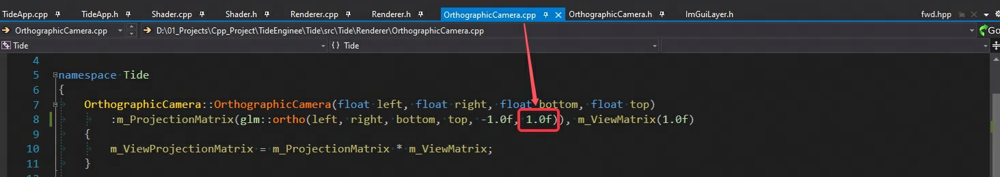 TideApp.cpp TideApp.h Shader.cpp Shader.h Renderer.cpp Renderer.h OrthographicCamera.cpp OrthographicCamera.h ImGuiLayer.h fwd.hpp
OrthographicCamera.cpp D:\01_Projects\Cpp_Project\TideEnginee\Tide\src\Tide\Renderer\OrthographicCamera.cpp Go
Tide {} Tide
4
5 namespace Tide
6 {
7 OrthographicCamera::OrthographicCamera(float left, float right, float bottom, float top)
8 :m_ProjectionMatrix(glm::ortho(left, right, bottom, top, -1.0f, 1.0f)), m_ViewMatrix(1.0f)
9 {
10 m_ViewProjectionMatrix = m_ProjectionMatrix * m_ViewMatrix;
11 }
12